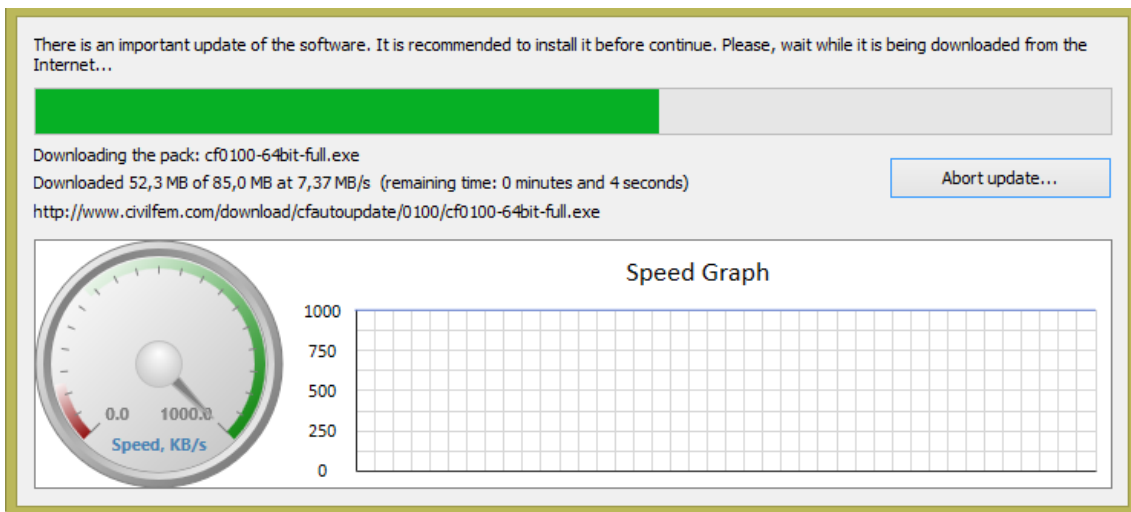 There is an important update of the software. It is recommended to install it before continue. Please, wait while it is being downloaded from the
Internet...
Downloading the pack: cf0100-64bit-full.exe
Downloaded 52,3 MB of 85,0 MB at 7,37 MB/s (remaining time: 0 minutes and 4 seconds)
Abort update...
http://www.civilfem.com/download/cfautoupdate/0100/cf0100-64bit-full.exe
0.0 1000.0
Speed, KB/s
Speed Graph
1000
750
500
250
0